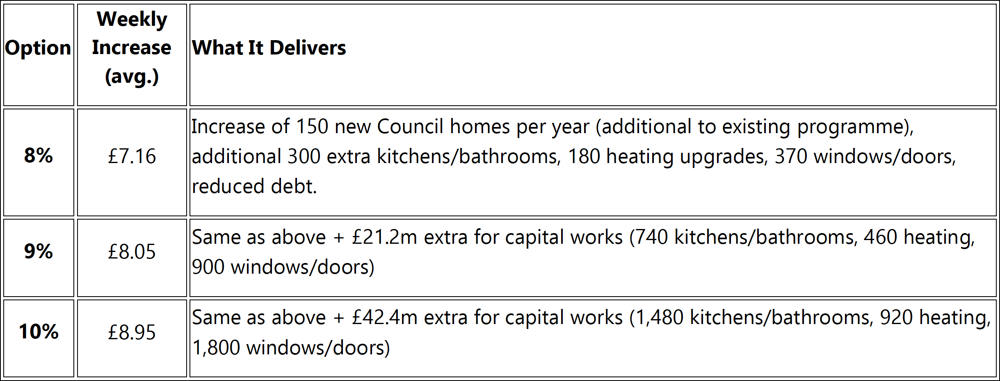 Option
Weekly
Increase
(avg.)
What It Delivers
8%
£7.16
Increase of 150 new Council homes per year (additional to existing programme),
additional 300 extra kitchens/bathrooms, 180 heating upgrades, 370 windows/doors,
reduced debt.
9%
£8.05
Same as above + £21.2m extra for capital works (740 kitchens/bathrooms, 460 heating,
900 windows/doors)
10%
£8.95
Same as above + £42.4m extra for capital works (1,480 kitchens/bathrooms, 920 heating,
1,800 windows/doors)